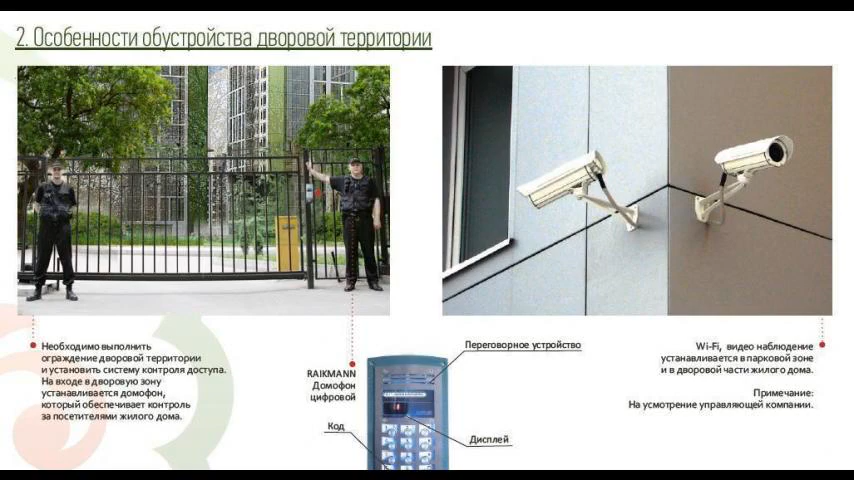 2. Особенности обустройства дворовой территории
Необходимо выполнить
ограждение дворовой территории
и установить систему контроля доступа.
На входе в дворовую зону
устанавливается домофон,
который обеспечивает контроль
за посетителями жилого дома.
RAIKMANN
Домофон
цифровой
Код
Переговорное устройство
Дисплей
Wi-Fi, видео наблюдение
устанавливается в парковой зоне
и в дворовой части жилого дома.
Примечание:
На усмотрение управляющей компании.